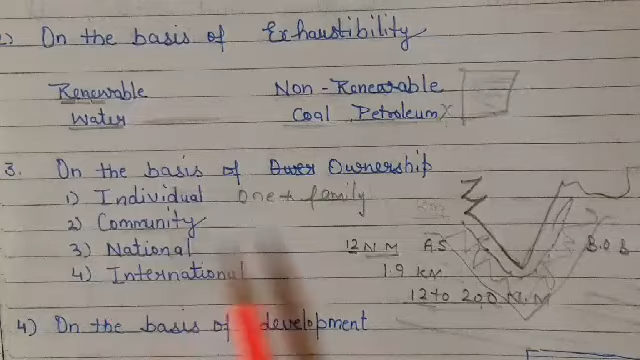 2) On the basis of Exhaustibility
Renewable Non-Renewable
Water Coal Petroleum
3. On the basis of Ownership
1) Individual one + family
2) Community
3) National 12 N.M A.S B.O.B
4) International 1.9 km
12 to 200 N.M
4) On the basis of development